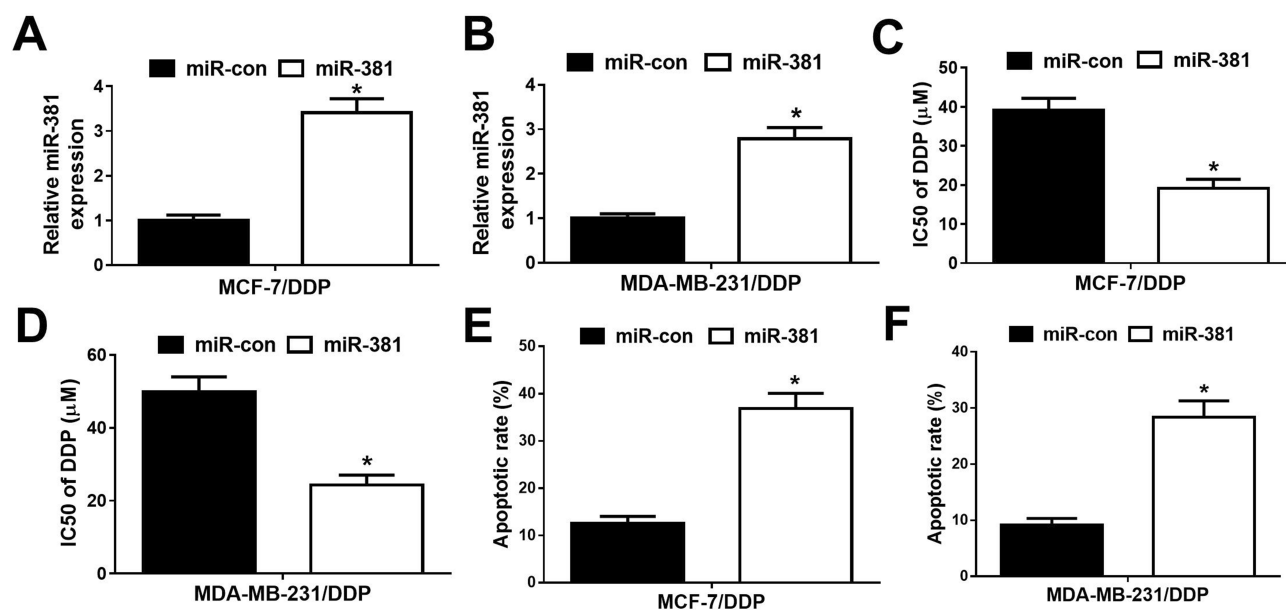 A
miR-con miR-381
Relative miR-381
expression
4
3
2
1
0
*
MCF-7/DDP
B
miR-con miR-381
Relative miR-381
expression
4
3
2
1
0
*
MDA-MB-231/DDP
C
miR-con miR-381
IC50 of DDP (μM)
50
40
30
20
10
0
*
MCF-7/DDP
D
miR-con miR-381
IC50 of DDP (μM)
60
40
20
0
*
MDA-MB-231/DDP
E
miR-con miR-381
Apoptotic rate (%)
50
40
30
20
10
0
*
MCF-7/DDP
F
miR-con miR-381
Apoptotic rate (%)
40
30
20
10
0
*
MDA-MB-231/DDP